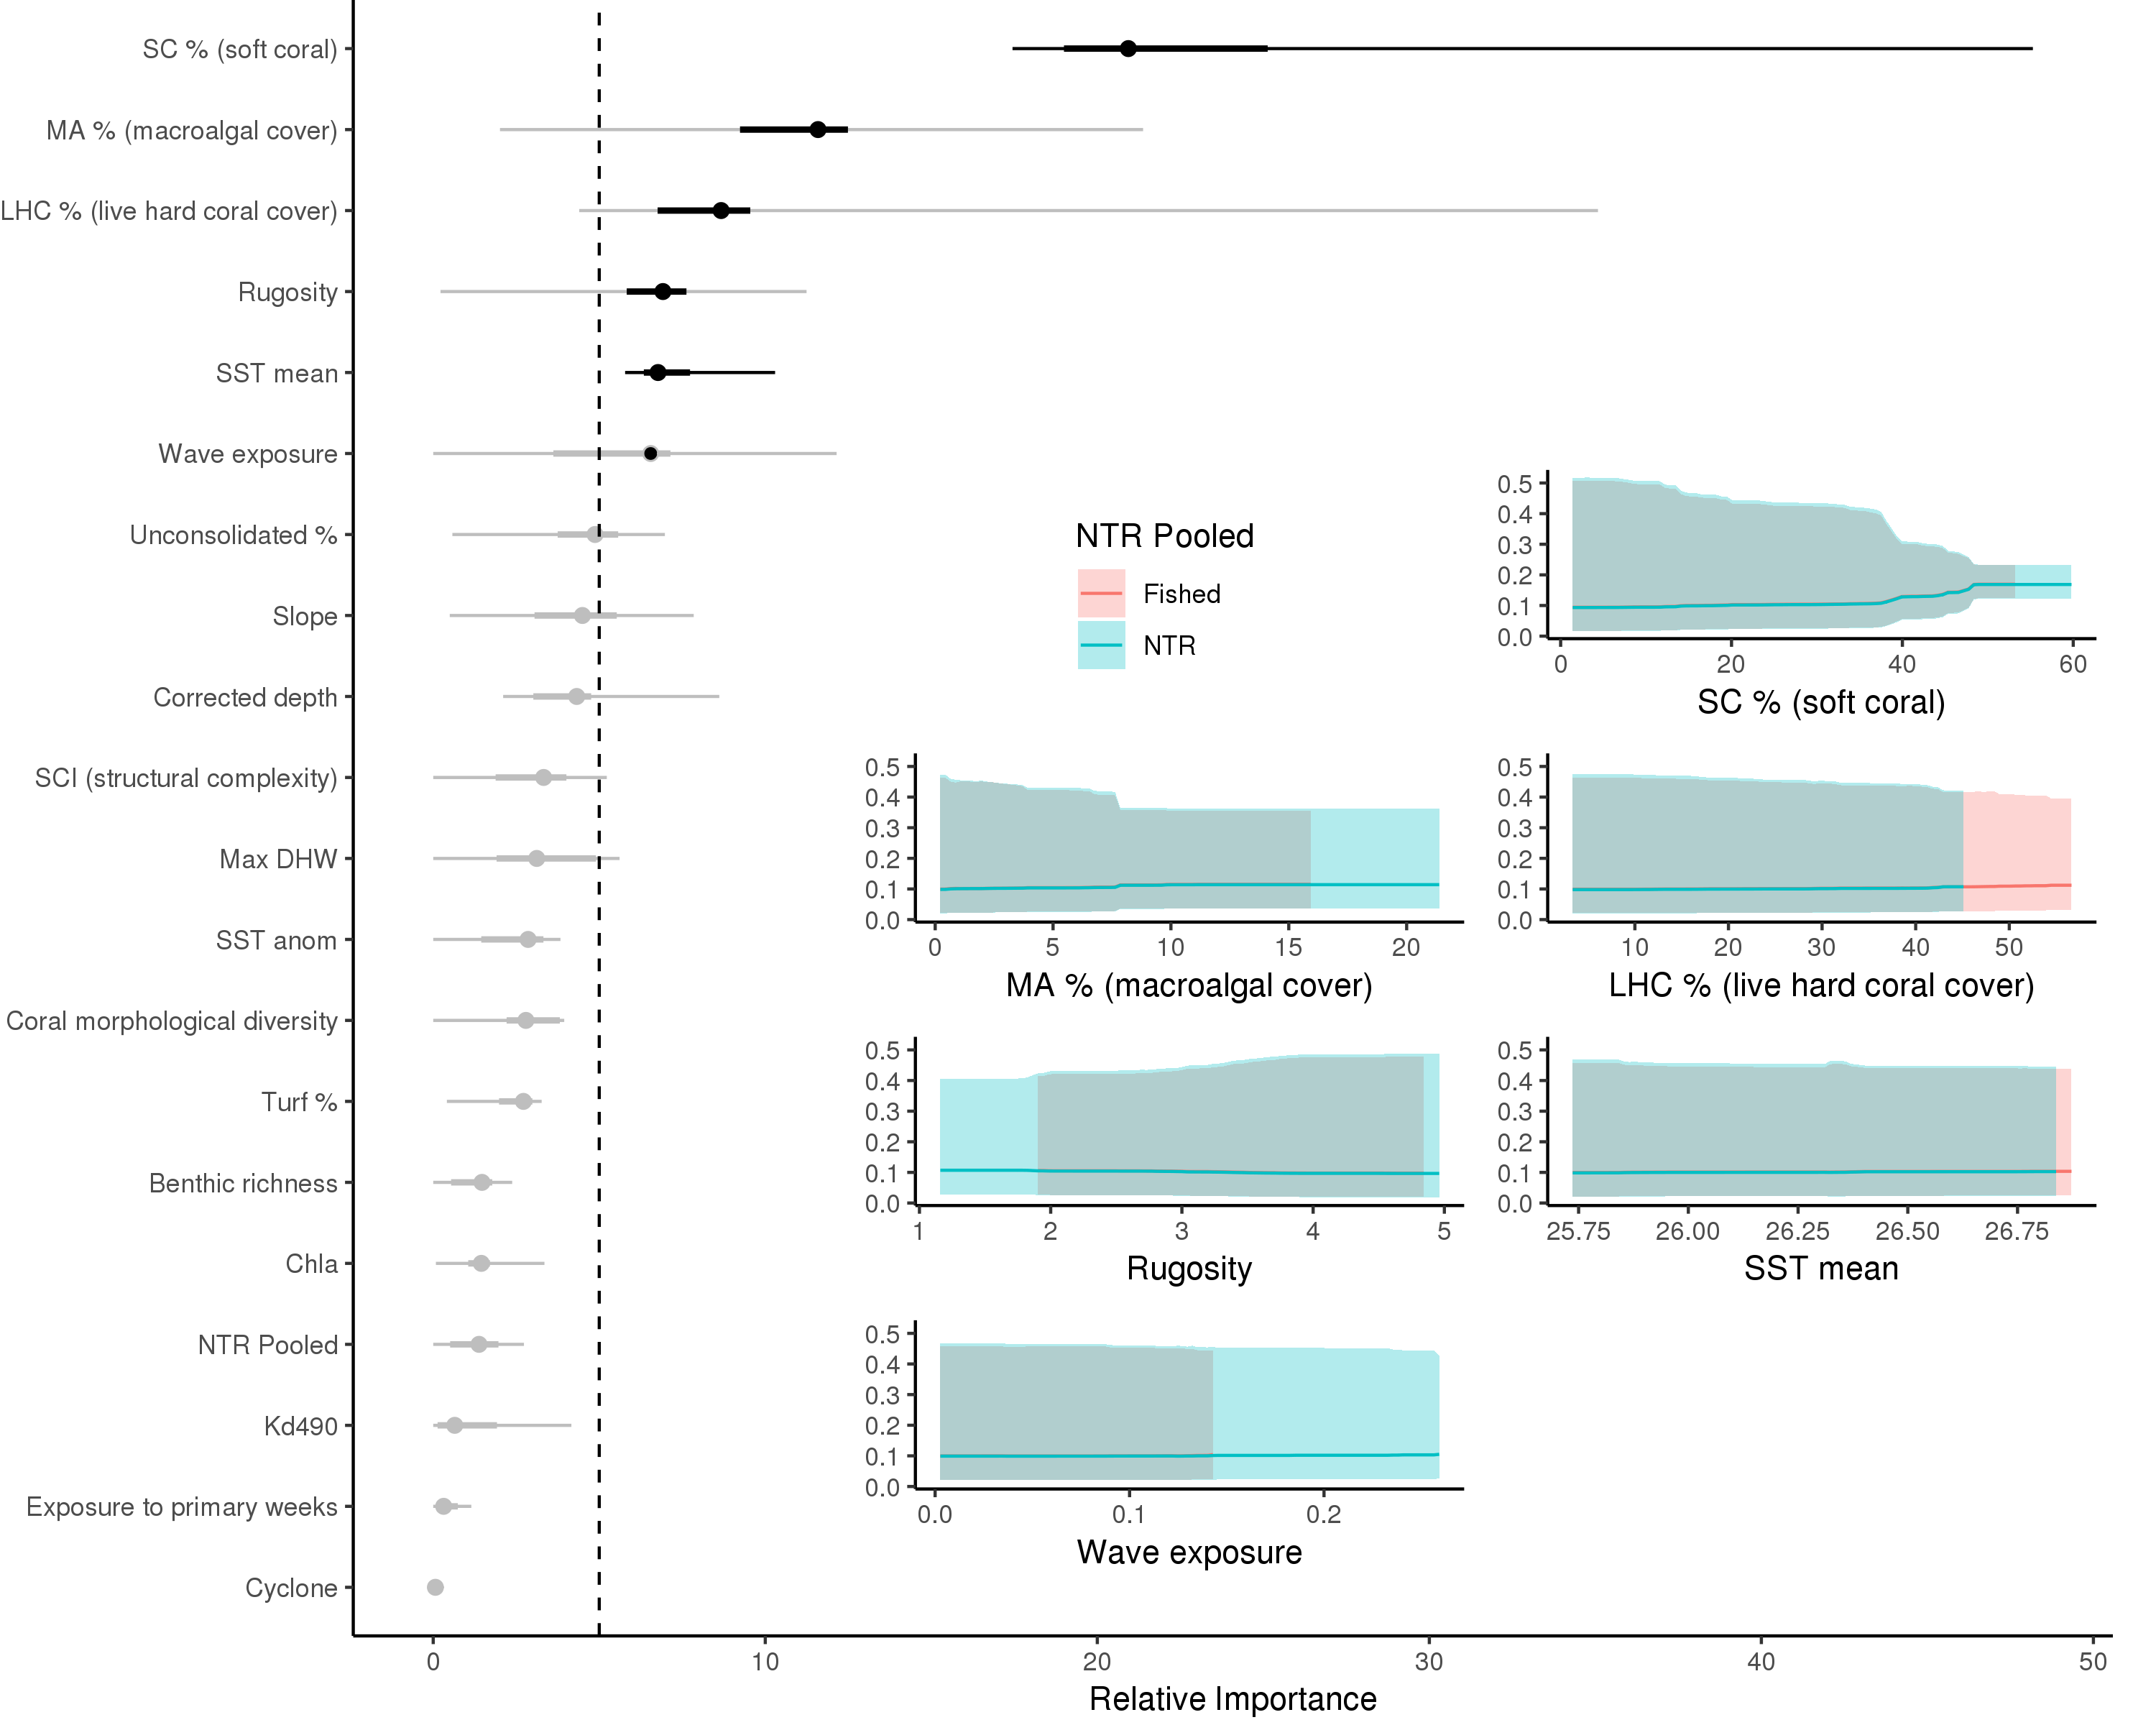 SC % (soft coral)
MA % (macroalgal cover)
LHC % (live hard coral cover)
Rugosity
SST mean
Wave exposure
Unconsolidated %
Slope
Corrected depth
SCI (structural complexity)
Max DHW
SST anom
Coral morphological diversity
Turf %
Benthic richness
Chla
NTR Pooled
Kd490
Exposure to primary weeks
Cyclone
0 10 20 30 40 50
Relative Importance
NTR Pooled
Fished
NTR
0.5
0.4
0.3
0.2
0.1
0.0
0 20 40 60
SC % (soft coral)
0.5
0.4
0.3
0.2
0.1
0.0
0 5 10 15 20
MA % (macroalgal cover)
0.5
0.4
0.3
0.2
0.1
0.0
10 20 30 40 50
LHC % (live hard coral cover)
0.5
0.4
0.3
0.2
0.1
0.0
1 2 3 4 5
Rugosity
0.5
0.4
0.3
0.2
0.1
0.0
25.75 26.00 26.25 26.50 26.75
SST mean
0.5
0.4
0.3
0.2
0.1
0.0
0.0 0.1 0.2
Wave exposure